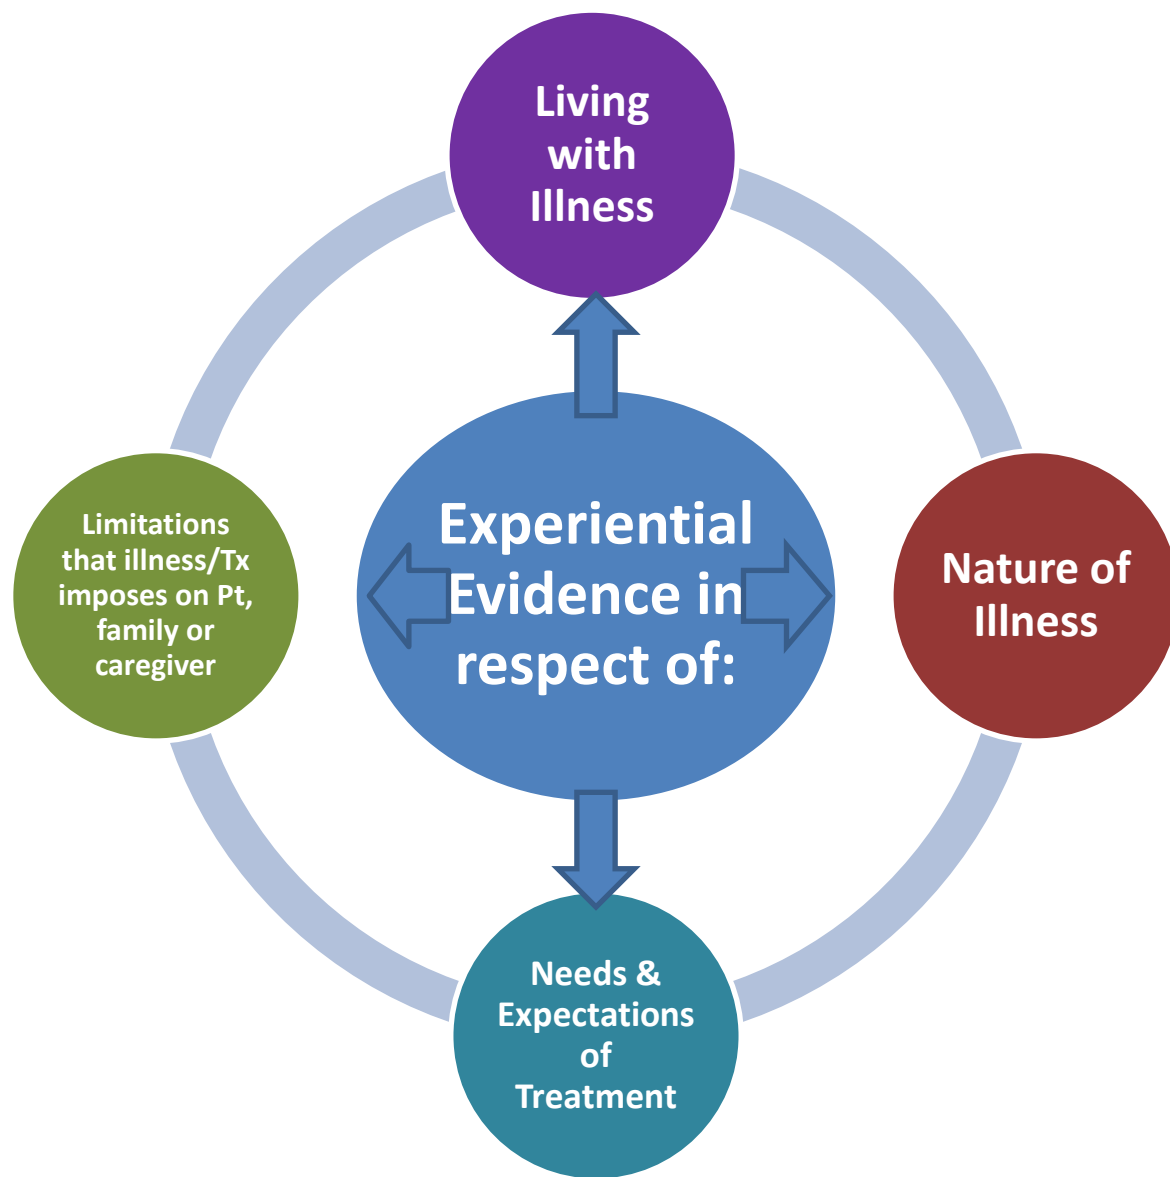 Living
with
Illness
Experiential
Evidence in
respect of:
Limitations
that illness/Tx
imposes on Pt,
family or
caregiver
Nature of
Illness
Needs &
Expectations
of
Treatment